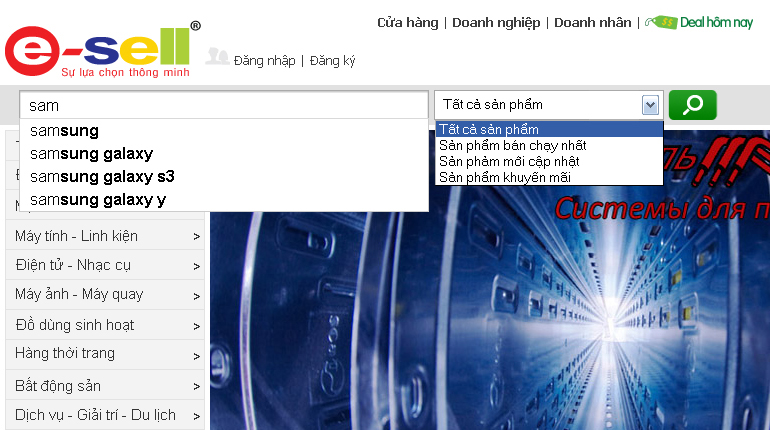 Cửa hàng | Doanh nghiệp | Doanh nhân | $$ Deal hôm nay
e-sell®
Sự lựa chọn thông minh
Đăng nhập | Đăng ký
sam
Tất cả sản phẩm
samsung
samsung galaxy
samsung galaxy s3
samsung galaxy y
Tất cả sản phẩm
Sản phẩm bán chạy nhất
Sản phảm mới cập nhật
Sản phẩm khuyến mãi
Системы для п
Máy tính - Linh kiện >
Điện tử - Nhạc cụ >
Máy ảnh - Máy quay >
Đồ dùng sinh hoạt >
Hàng thời trang >
Bất động sản >
Dịch vụ - Giải trí - Du lịch >